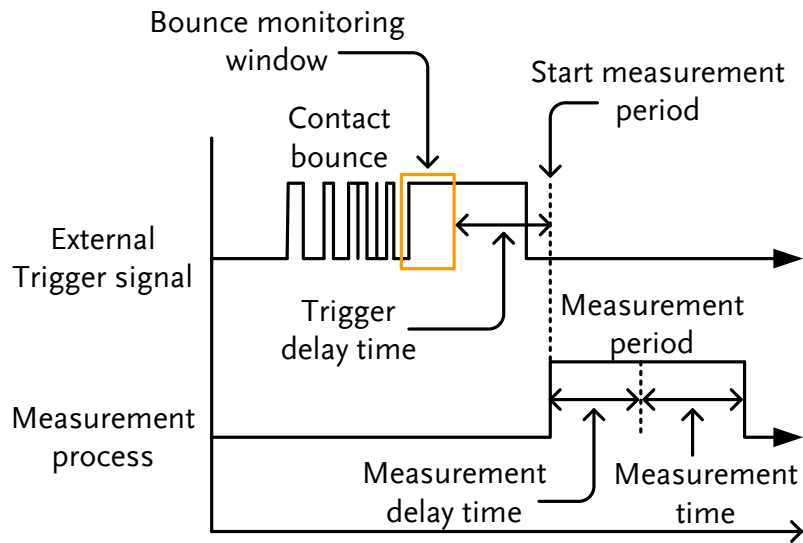 Bounce monitoring
window
Start measurement
period
Contact
bounce
External
Trigger signal
Trigger
delay time
Measurement
period
Measurement
process
Measurement
delay time
Measurement
time